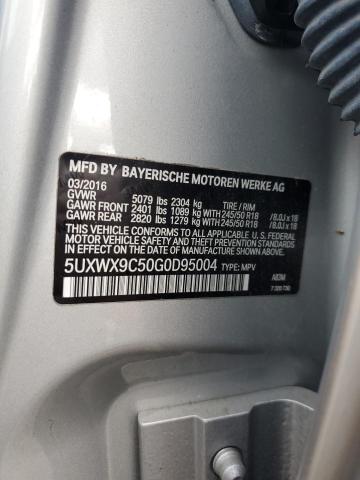 MFD BY BAYERISCHE MOTOREN WERKE AG
03/2016
GVWR 5079 lbs 2304 kg TIRE / RIM
GAWR FRONT 2401 lbs 1089 kg WITH 245/50 R18 / 8.0J x 18
GAWR REAR 2820 lbs 1279 kg WITH 245/50 R18 / 8.0J x 18
THIS VEHICLE CONFORMS TO ALL APPLICABLE U.S. FEDERAL
MOTOR VEHICLE SAFETY STANDARDS IN EFFECT ON THE DATE
OF MANUFACTURE SHOWN ABOVE.
5UXWX9C50G0D95004 TYPE: MPV